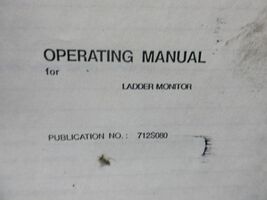 OPERATING MANUAL
for
LADDER MONITOR
PUBLICATION NO. : 712S080